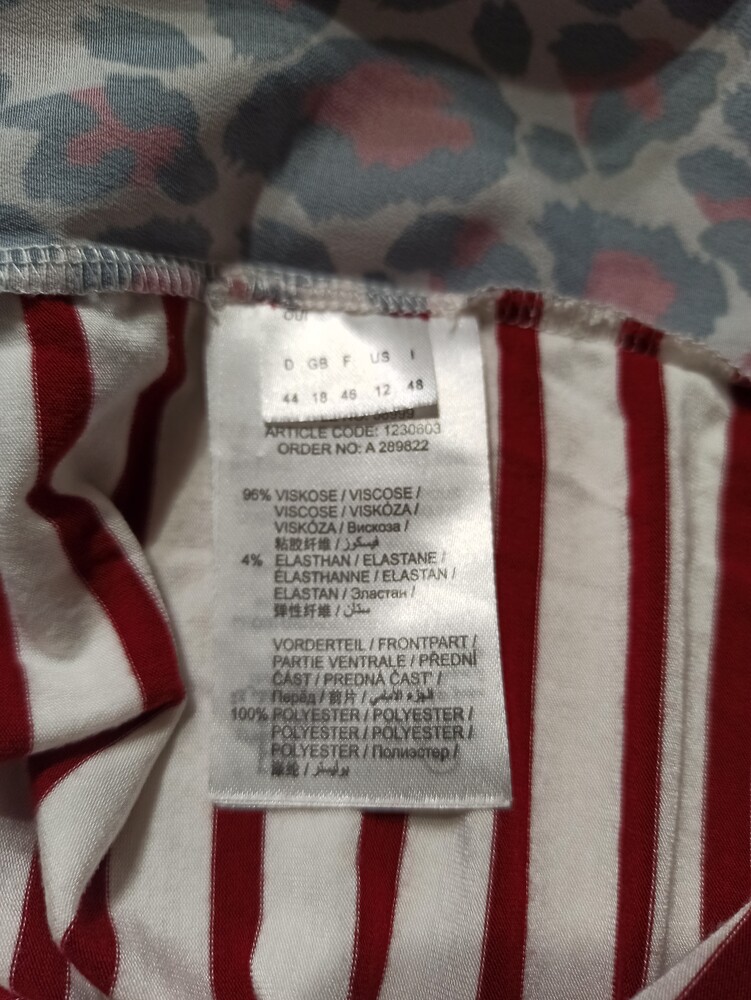 D GB F US I
44 18 46 12 48
ARTICLE CODE: 1230803
ORDER NO: A 289822
96% VISKOSE / VISCOSE /
VISCOSE / VISKÓZA /
VISKÓZA / Вискоза /
粘胶纤维 / فيسكوز /
4% ELASTHAN / ELASTANE /
ÉLASTHANNE / ELASTAN /
ELASTAN / Эластан /
弹性纤维 /
VORDERTEIL / FRONTPART /
PARTIE VENTRALE / PŘEDNÍ
ČÁST / PREDNÁ ČASŤ /
Перёд / 前片 / الجزء الأمامي /
100% POLYESTER / POLYESTER /
POLYESTER / POLYESTER /
POLYESTER / Полиэстер /
涤纶 / بوليستر /